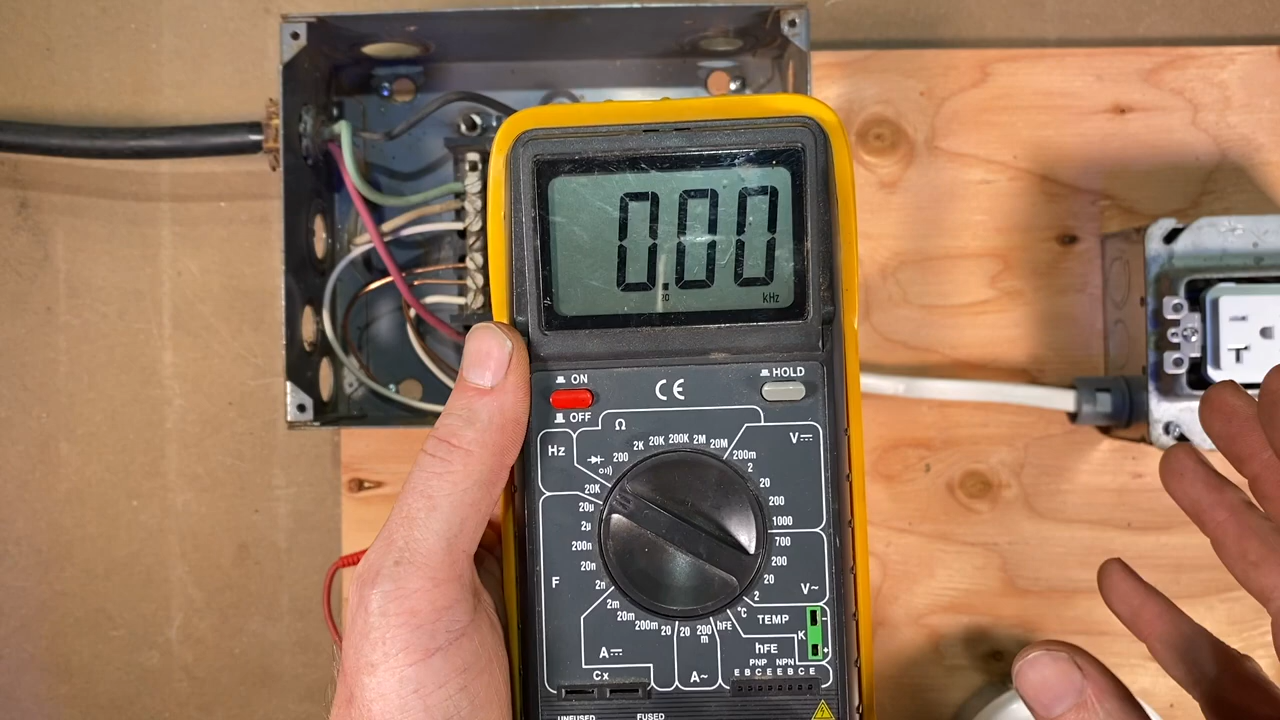 0.00
20
kHz
ON
HOLD
CE
OFF
Ω
Hz
200 2K 20K 200K 2M 20M
V
200m
2
20
200
1000
700
200
20
2
V~
20K
20µ
2µ
200n
20n
2n
F
2m
20m
200m
20
A
20
200
m
A~
hFE
°C
TEMP
K
-
+
hFE
PNP NPN
E B C E E B C E
Cx
UNFUSED
FUSED